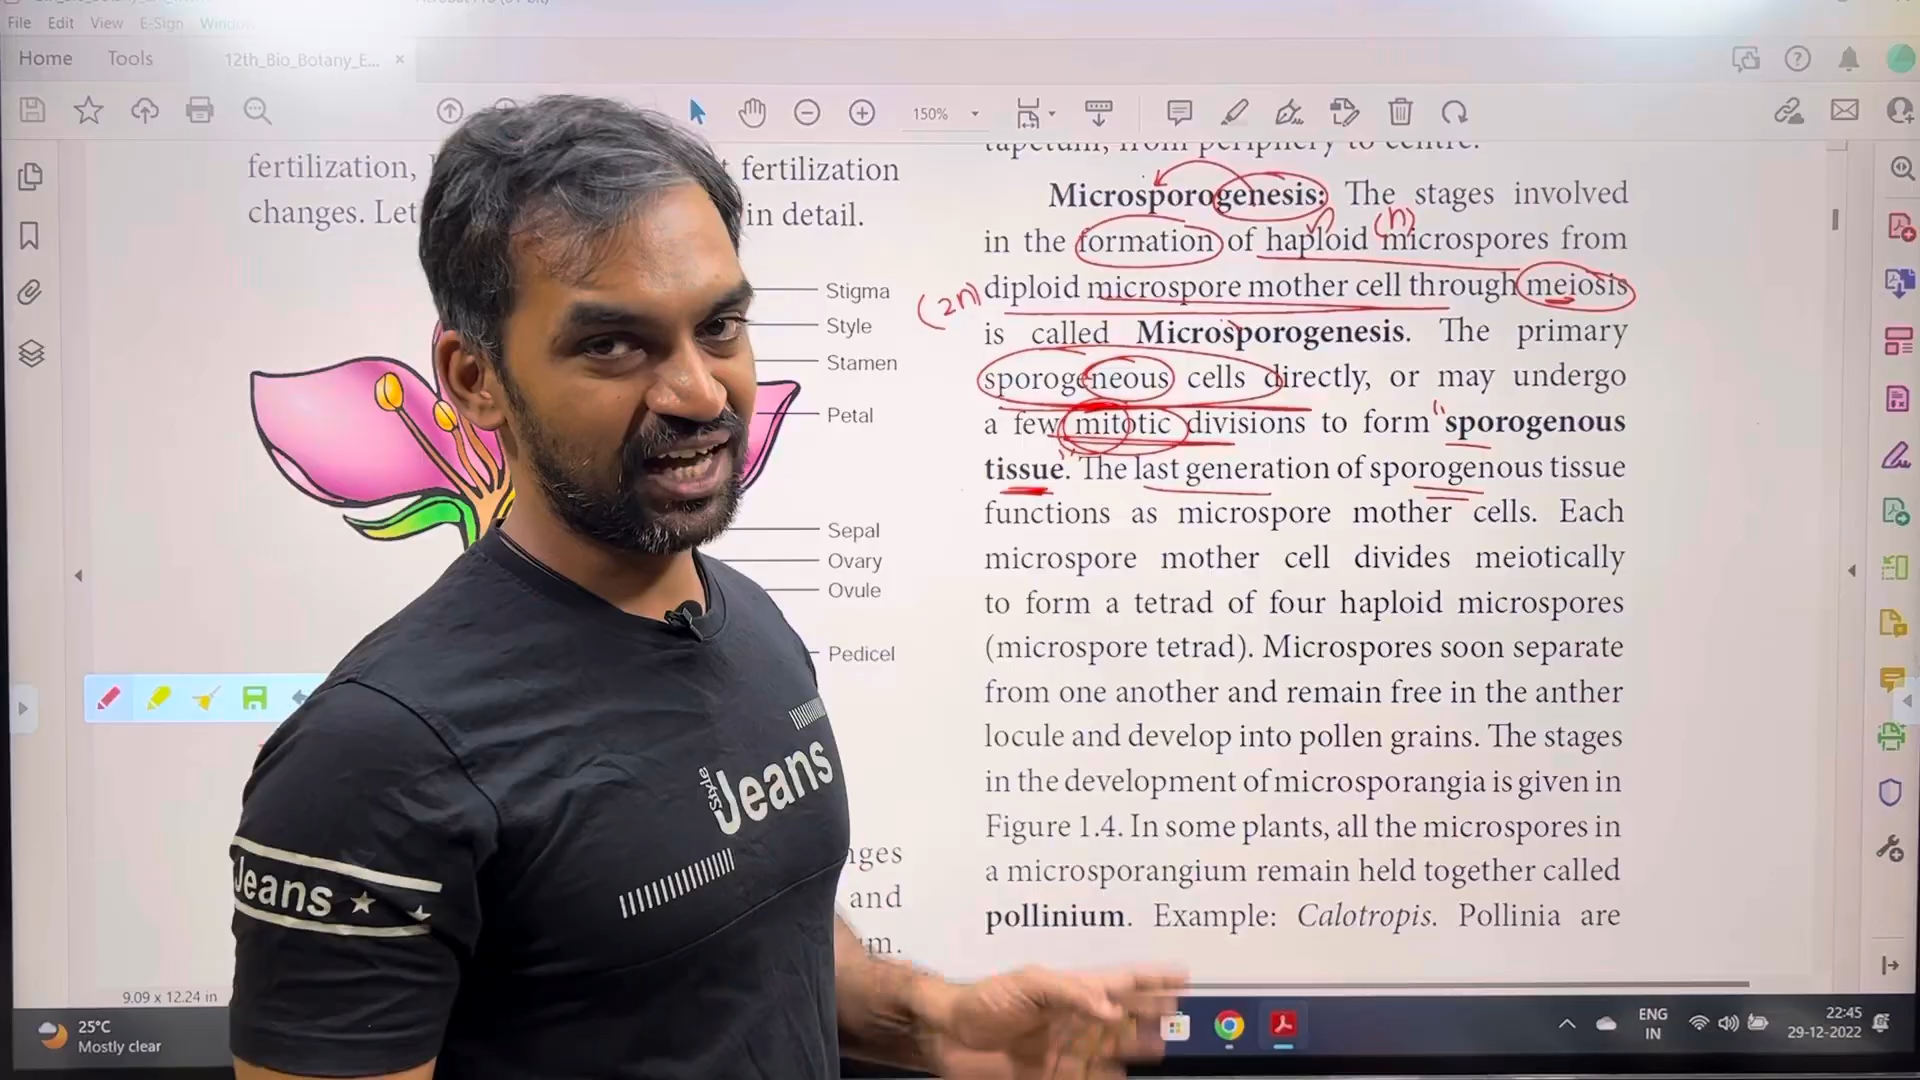 File Edit View E-Sign Window
Home Tools 12th_Bio_Botany_E... ×
150%
fertilization, fertilization
changes. Let in detail.
Stigma
Style
Stamen
Petal
Sepal
Ovary
Ovule
Pedicel
nges
and
m.
9.09 x 12.24 in
tapetum, from periphery to centre.
Microsporogenesis: The stages involved
(n)
in the formation of haploid microspores from
(2n) diploid microspore mother cell through meiosis
is called Microsporogenesis. The primary
sporogeneous cells directly, or may undergo
a few mitotic divisions to form sporogenous
tissue. The last generation of sporogenous tissue
functions as microspore mother cells. Each
microspore mother cell divides meiotically
to form a tetrad of four haploid microspores
(microspore tetrad). Microspores soon separate
from one another and remain free in the anther
locule and develop into pollen grains. The stages
in the development of microsporangia is given in
Figure 1.4. In some plants, all the microspores in
a microsporangium remain held together called
pollinium. Example: Calotropis. Pollinia are
Style
Jeans
Jeans
25°C
Mostly clear
ENG
IN
22:45
29-12-2022